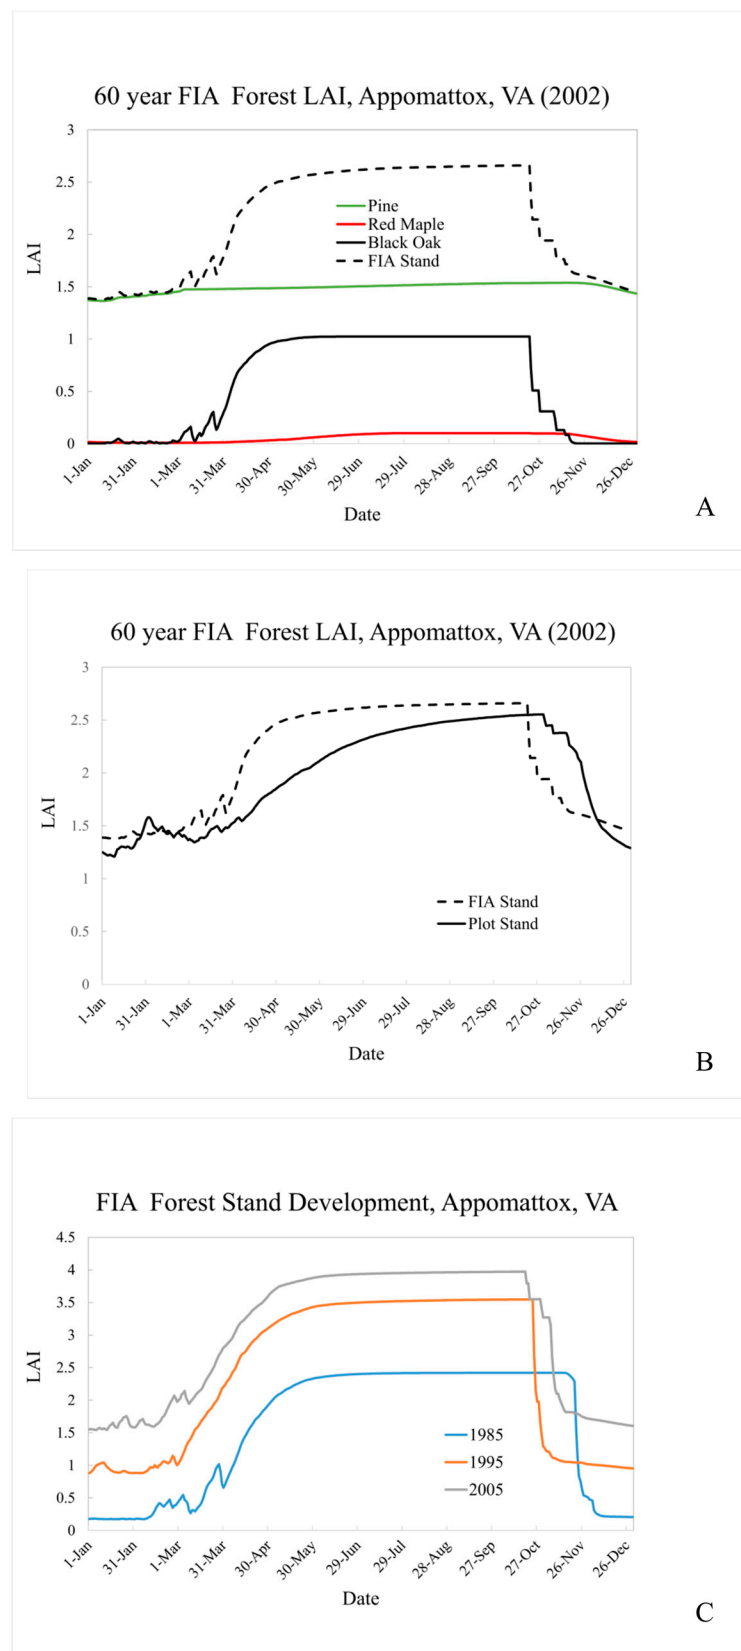 60 year FIA Forest LAI, Appomattox, VA (2002)
3
2.5
2
1.5
1
0.5
0
LAI
Pine
Red Maple
Black Oak
FIA Stand
1-Jan
31-Jan
1-Mar
31-Mar
30-Apr
30-May
29-Jun
29-Jul
28-Aug
27-Sep
27-Oct
26-Nov
26-Dec
Date
A
60 year FIA Forest LAI, Appomattox, VA (2002)
3
2.5
2
1.5
1
0.5
0
LAI
FIA Stand
Plot Stand
1-Jan
31-Jan
1-Mar
31-Mar
30-Apr
30-May
29-Jun
29-Jul
28-Aug
27-Sep
27-Oct
26-Nov
26-Dec
Date
B
FIA Forest Stand Development, Appomattox, VA
4.5
4
3.5
3
2.5
2
1.5
1
0.5
0
LAI
1985
1995
2005
1-Jan
31-Jan
1-Mar
31-Mar
30-Apr
30-May
29-Jun
29-Jul
28-Aug
27-Sep
27-Oct
26-Nov
26-Dec
Date
C